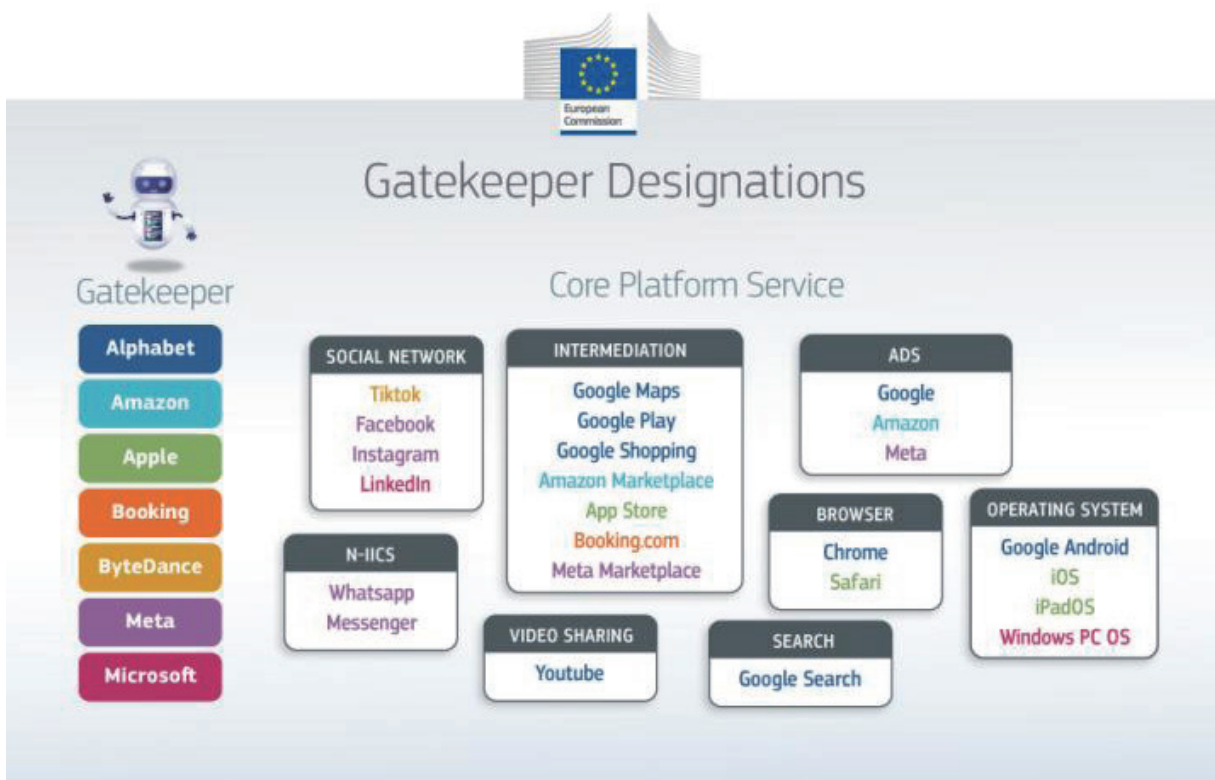 European
Commission
Gatekeeper Designations
Gatekeeper
Core Platform Service
Alphabet
Amazon
Apple
Booking
ByteDance
Meta
Microsoft
SOCIAL NETWORK
Tiktok
Facebook
Instagram
LinkedIn
N-IICS
Whatsapp
Messenger
INTERMEDIATION
Google Maps
Google Play
Google Shopping
Amazon Marketplace
App Store
Booking.com
Meta Marketplace
VIDEO SHARING
Youtube
ADS
Google
Amazon
Meta
BROWSER
Chrome
Safari
SEARCH
Google Search
OPERATING SYSTEM
Google Android
iOS
iPadOS
Windows PC OS